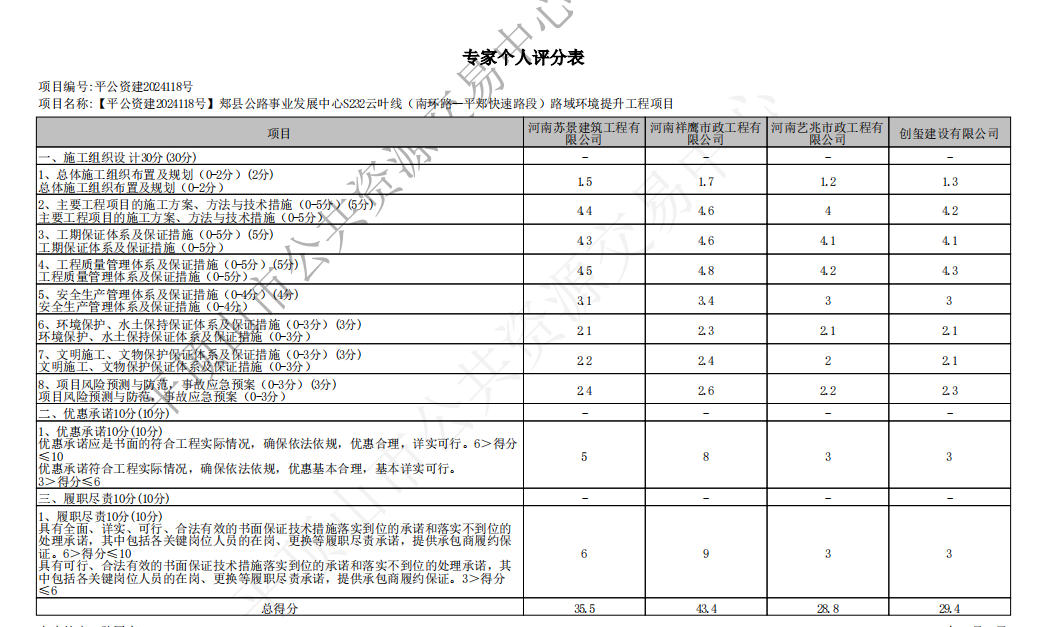 专家个人评分表
项目编号:平公资建2024118号
项目名称:【平公资建2024118号】郏县公路事业发展中心S232云叶线（南环路—平郏快速路段）路域环境提升工程项目
项目 河南苏景建筑工程有限公司 河南祥鹰市政工程有限公司 河南艺兆市政工程有限公司 创玺建设有限公司
一、施工组织设 计30分(30分) - - - -
1、总体施工组织布置及规划（0-2分）(2分)
总体施工组织布置及规划（0-2分） 1.5 1.7 1.2 1.3
2、主要工程项目的施工方案、方法与技术措施（0-5分）(5分)
主要工程项目的施工方案、方法与技术措施（0-5分） 4.4 4.6 4 4.2
3、工期保证体系及保证措施（0-5分）(5分)
工期保证体系及保证措施（0-5分） 4.3 4.6 4.1 4.1
4、工程质量管理体系及保证措施（0-5分）(5分)
工程质量管理体系及保证措施（0-5分） 4.5 4.8 4.2 4.3
5、安全生产管理体系及保证措施（0-4分）(4分)
安全生产管理体系及保证措施（0-4分） 3.1 3.4 3 3
6、环境保护、水土保持保证体系及保证措施（0-3分）(3分)
环境保护、水土保持保证体系及保证措施（0-3分） 2.1 2.3 2.1 2.1
7、文明施工、文物保护保证体系及保证措施（0-3分）(3分)
文明施工、文物保护保证体系及保证措施（0-3分） 2.2 2.4 2 2.1
8、项目风险预测与防范，事故应急预案（0-3分）(3分)
项目风险预测与防范，事故应急预案（0-3分） 2.4 2.6 2.2 2.3
二、优惠承诺10分(10分) - - - -
1、优惠承诺10分(10分)
优惠承诺应是书面的符合工程实际情况，确保依法依规，优惠合理，详实可行。6＞得分
≤10
优惠承诺符合工程实际情况，确保依法依规，优惠基本合理，基本详实可行。
3＞得分≤6 5 8 3 3
三、履职尽责10分(10分) - - - -
1、履职尽责10分(10分)
具有全面、详实、可行、合法有效的书面保证技术措施落实到位的承诺和落实不到位的
处理承诺，其中包括各关键岗位人员的在岗、更换等履职尽责承诺，提供承包商履约保
证。6＞得分≤10
具有可行、合法有效的书面保证技术措施落实到位的承诺和落实不到位的处理承诺，其
中包括各关键岗位人员的在岗、更换等履职尽责承诺，提供承包商履约保证。3＞得分
≤6 6 9 3 3
总得分 35.5 43.4 28.8 29.4
平顶山市公共资源交易中心
平顶山市公共资源交易中心